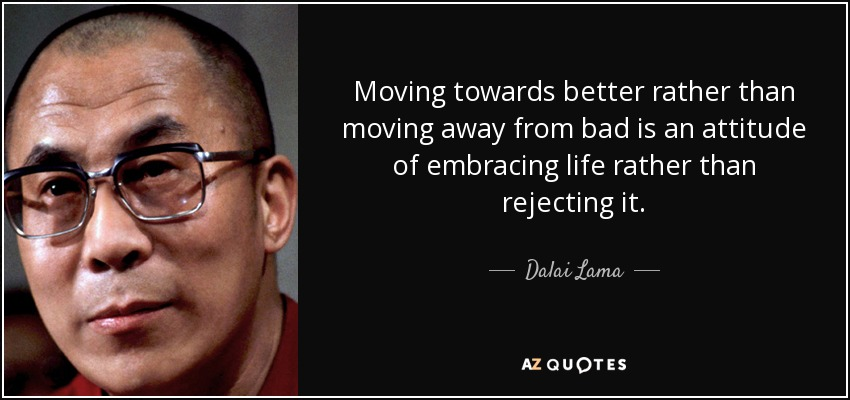 Moving towards better rather than
moving away from bad is an attitude
of embracing life rather than
rejecting it.
Dalai Lama
AZ QUOTES